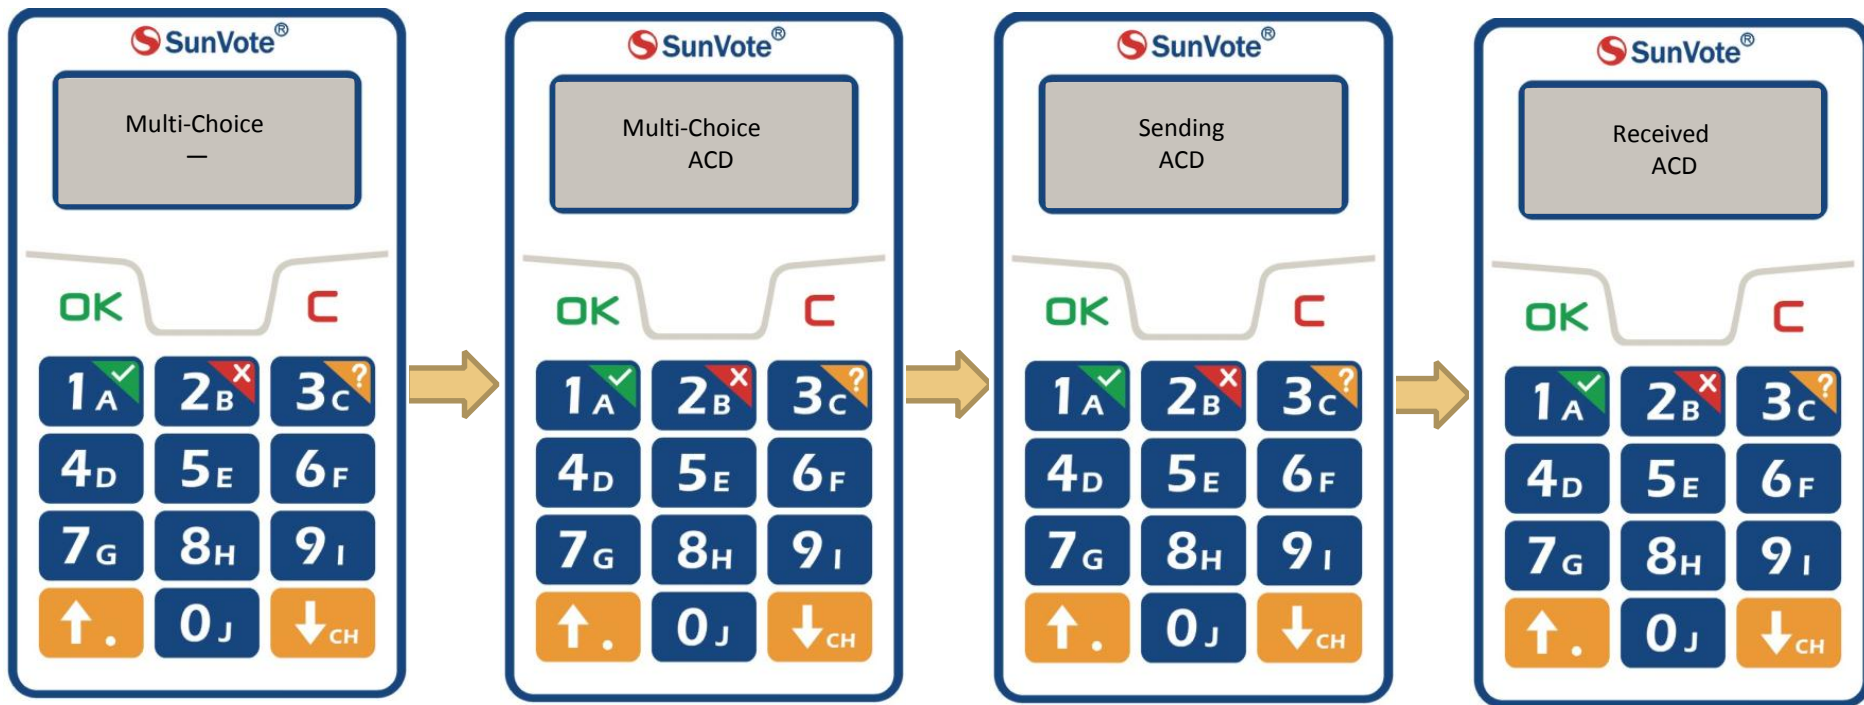 SunVote®
Multi-Choice
—
OK C
1A 2B 3C ?
4D 5E 6F
7G 8H 9I
. 0J CH
SunVote®
Multi-Choice
ACD
OK C
1A 2B 3C ?
4D 5E 6F
7G 8H 9I
. 0J CH
SunVote®
Sending
ACD
OK C
1A 2B 3C ?
4D 5E 6F
7G 8H 9I
. 0J CH
SunVote®
Received
ACD
OK C
1A 2B 3C ?
4D 5E 6F
7G 8H 9I
. 0J CH